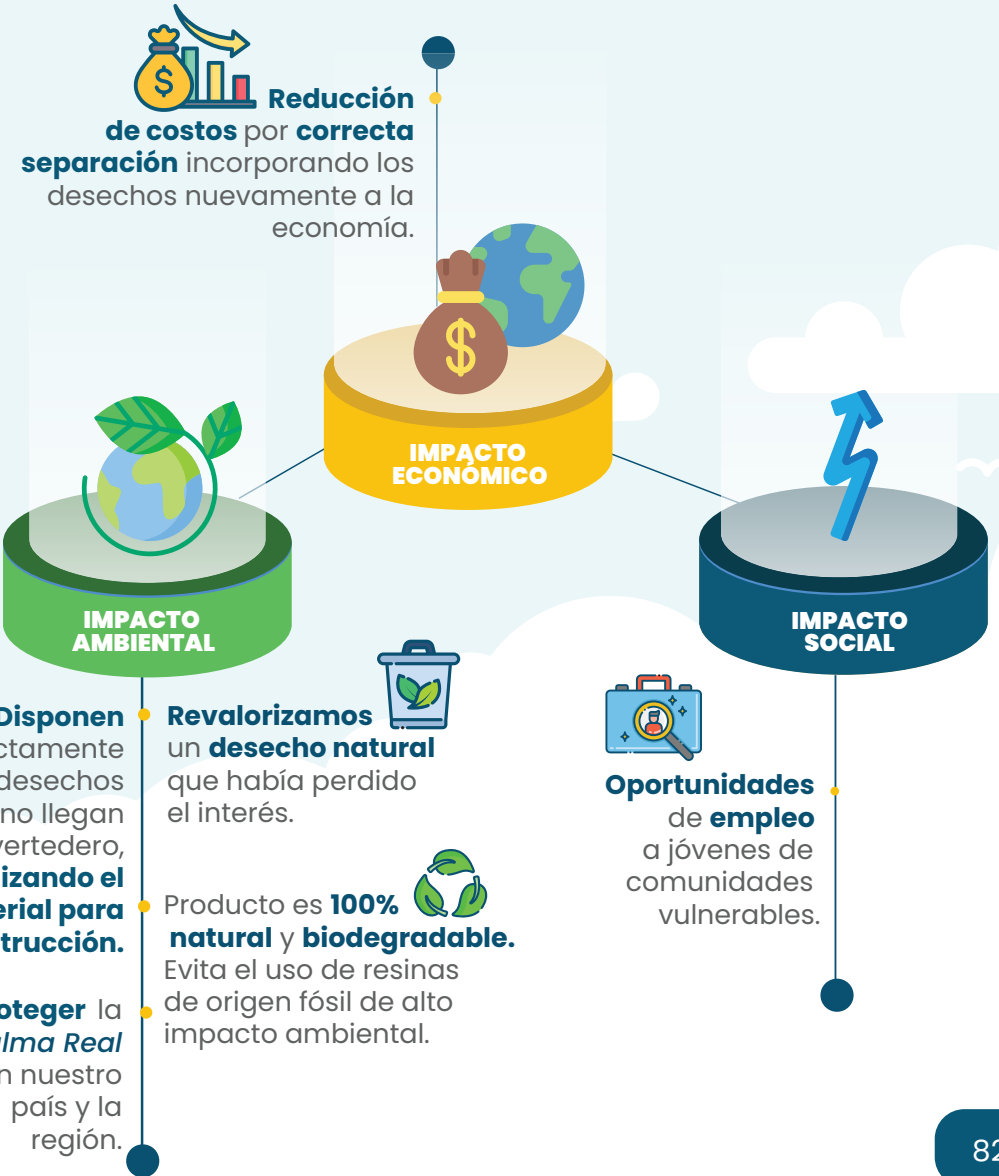 Reducción
de costos por correcta
separación incorporando los
desechos nuevamente a la
economía.
IMPACTO
ECONÓMICO
IMPACTO
AMBIENTAL
IMPACTO
SOCIAL
Disponen
ctamente
desechos
no llegan
vertedero,
izando el
erial para
trucción.
oteger la
lma Real
n nuestro
país y la
región.
Revalorizamos
un desecho natural
que había perdido
el interés.
Producto es 100%
natural y biodegradable.
Evita el uso de resinas
de origen fósil de alto
impacto ambiental.
Oportunidades
de empleo
a jóvenes de
comunidades
vulnerables.
82